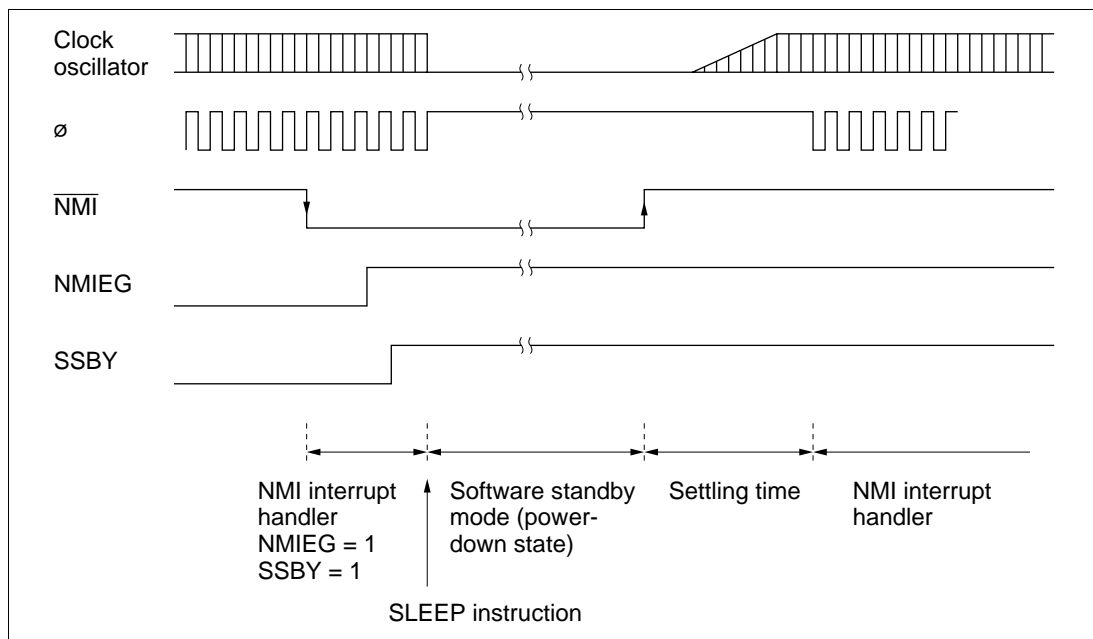 Clock
oscillator
ø
NMI
NMIEG
SSBY
NMI interrupt
handler
NMIEG = 1
SSBY = 1
Software standby
mode (power-
down state)
Settling time
NMI interrupt
handler
SLEEP instruction